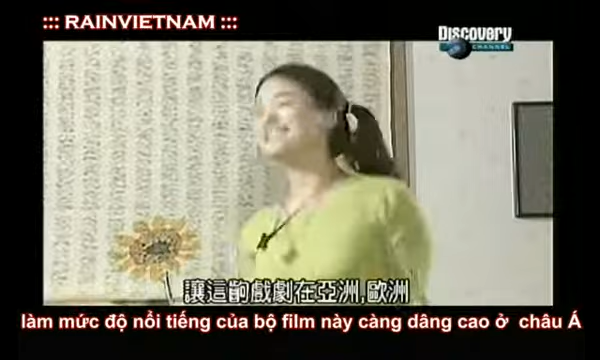 ::: RAINVIETNAM :::
Discovery
CHANNEL
讓這齣戲劇在亞洲,歐洲
làm mức độ nổi tiếng của bộ film này càng dâng cao ở châu Á